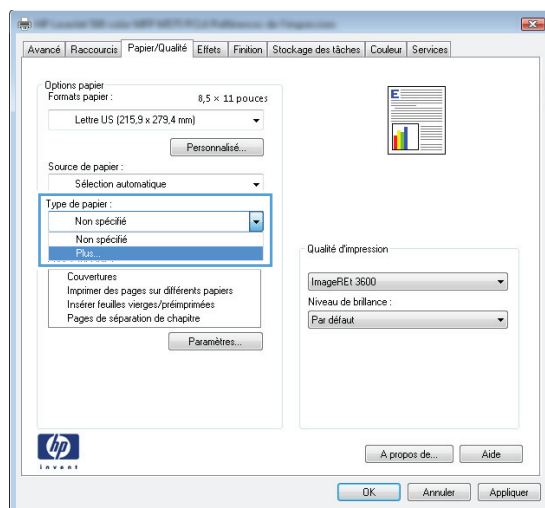 Avancé Raccourcis Papier/Qualité Effets Finition Stockage des tâches Couleur Services
Options papier
Formats papier : 8,5 × 11 pouces
Lettre US (215,9 x 279,4 mm)
Personnalisé...
Source de papier :
Sélection automatique
Type de papier :
Non spécifié
Non spécifié
Plus...
Couvertures
Imprimer des pages sur différents papiers
Insérer feuilles vierges/préimprimées
Pages de séparation de chapitre
Paramètres...
E
Qualité d'impression
ImageREt 3600
Niveau de brillance :
Par défaut
hp
invent
A propos de... Aide
OK Annuler Appliquer